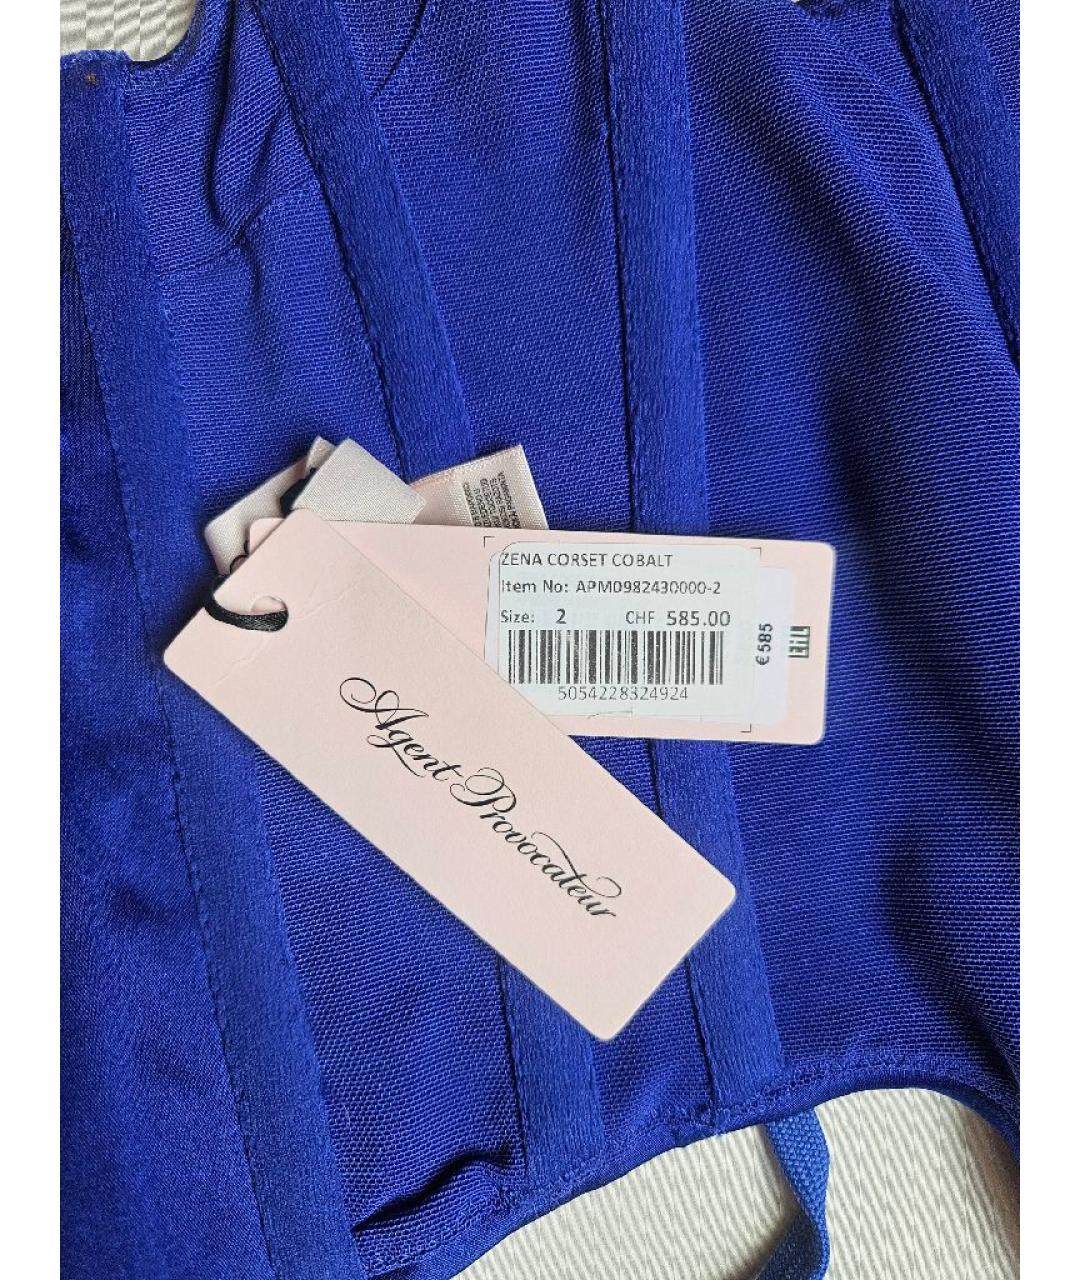 ZENA CORSET COBALT
Item No: APM0982430000-2
Size: 2 CHF 585.00
5054228324924
€585
Agent Provocateur